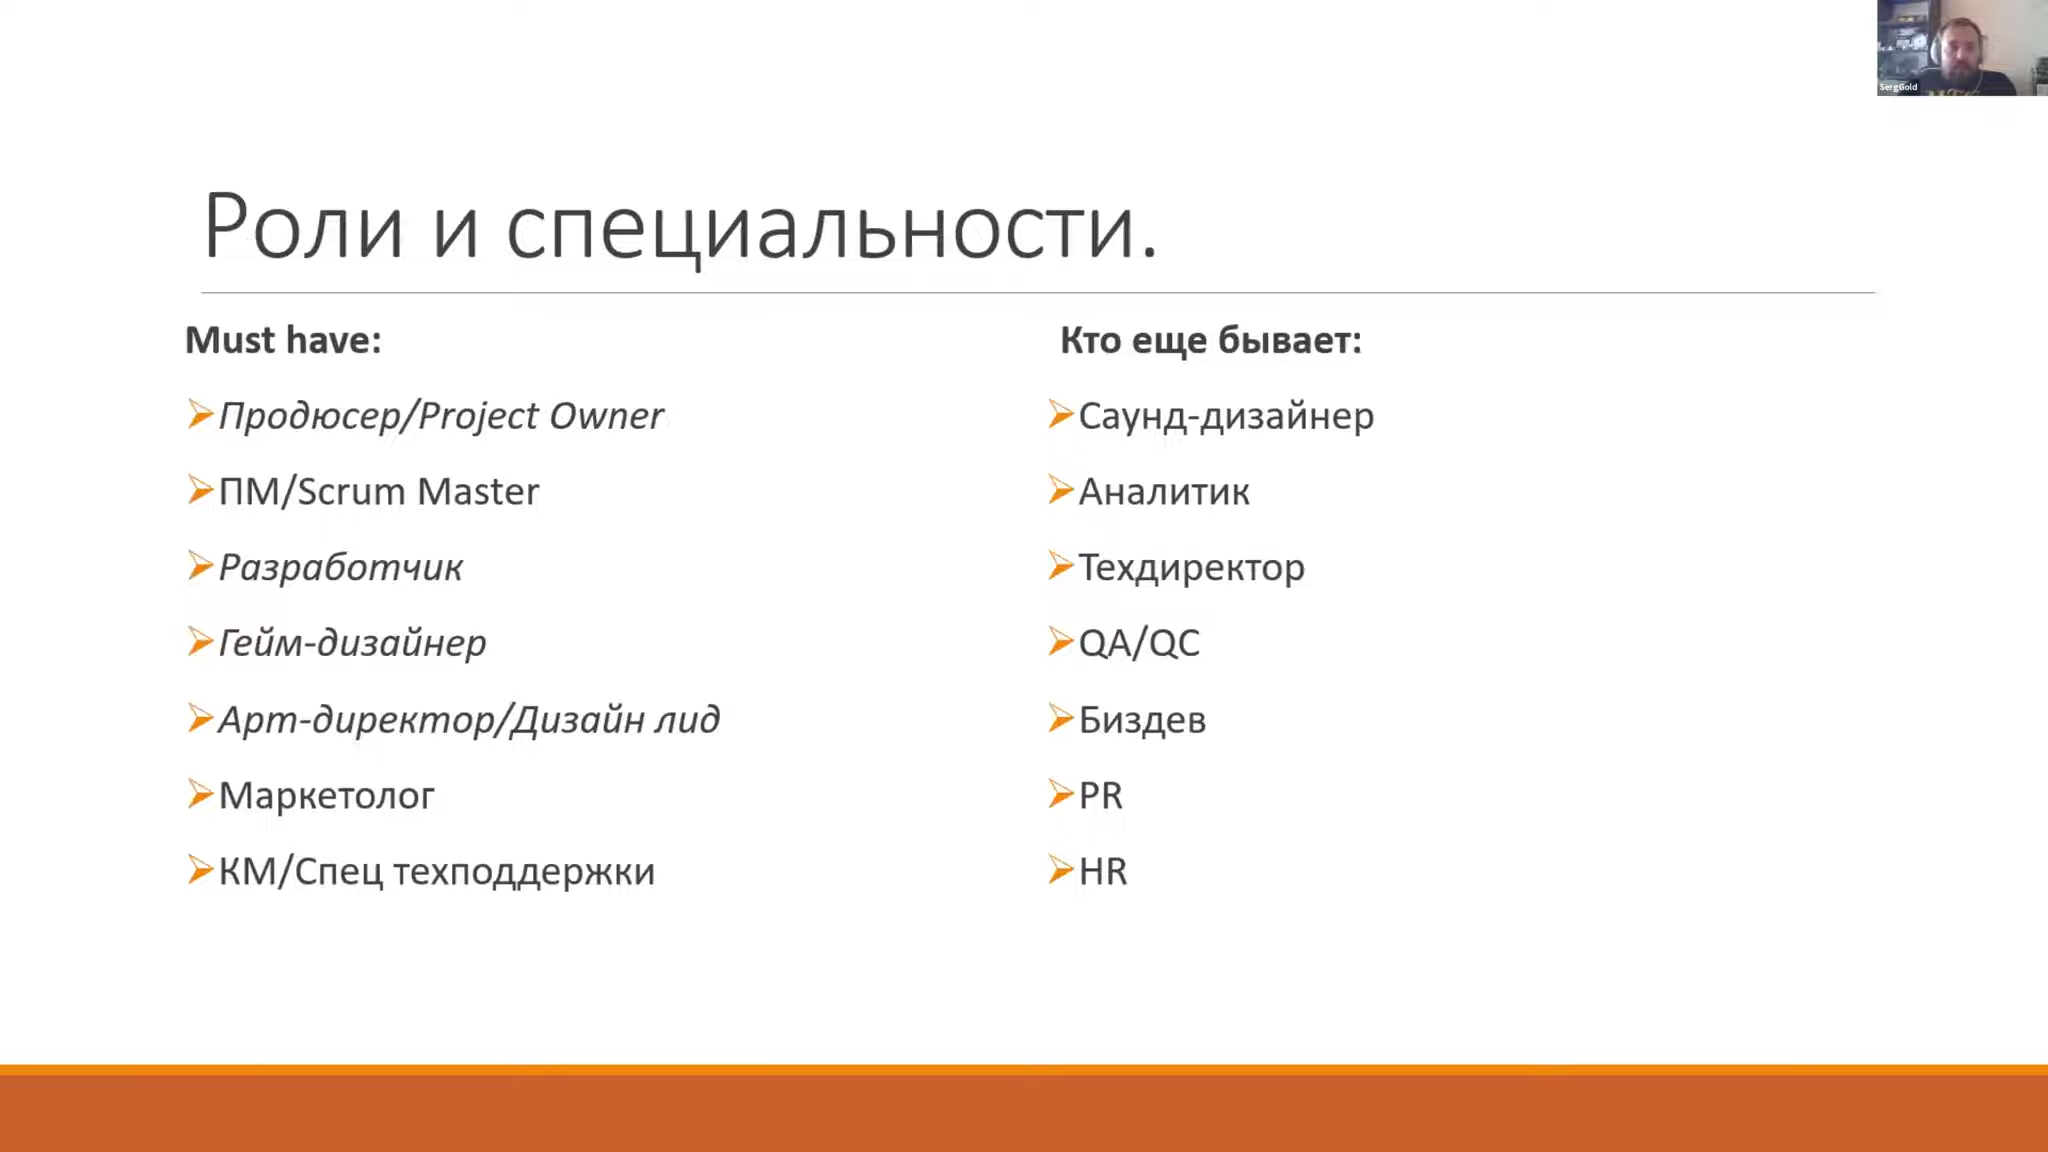 SergGold
Роли и специальности.
Must have:
Продюсер/Project Owner
ПМ/Scrum Master
Разработчик
Гейм-дизайнер
Арт-директор/Дизайн лид
Маркетолог
КМ/Спец техподдержки
Кто еще бывает:
Саунд-дизайнер
Аналитик
Техдиректор
QA/QC
Биздев
PR
HR